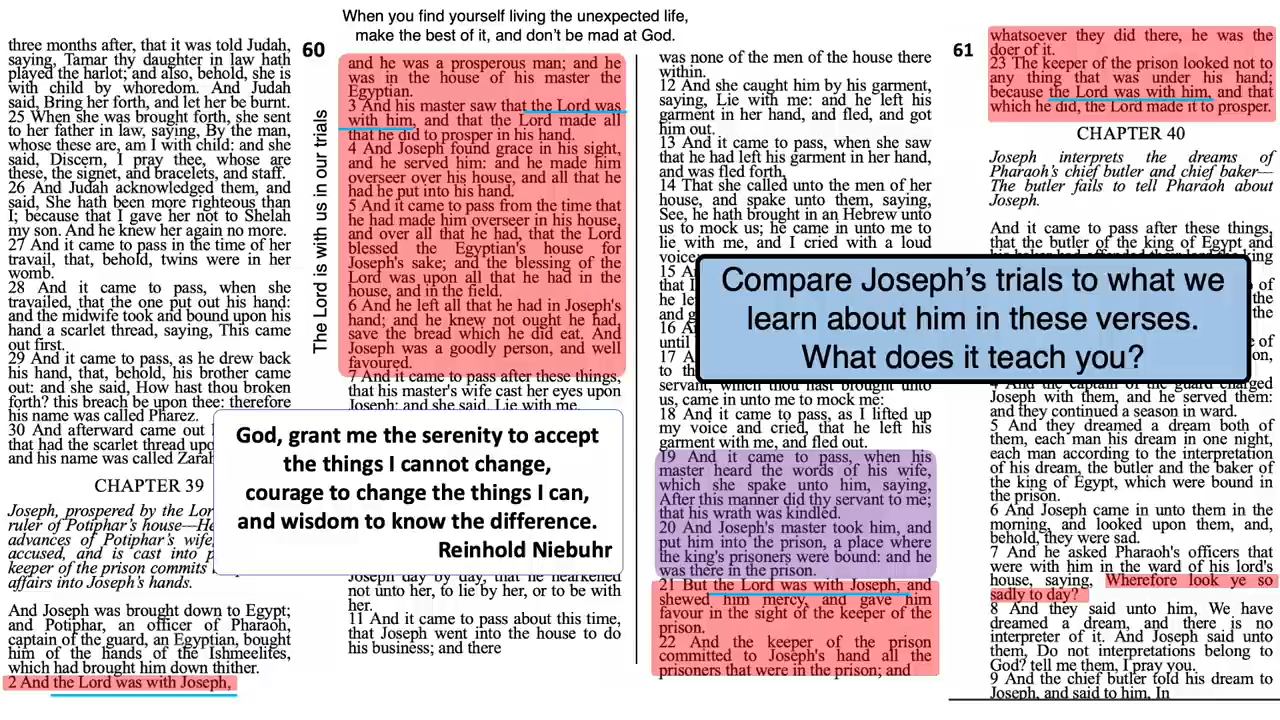 When you find yourself living the unexpected life,
make the best of it, and don't be mad at God.
three months after, that it was told Judah,
saying, Tamar thy daughter in law hath
played the harlot; and also, behold, she is
with child by whoredom. And Judah
said, Bring her forth, and let her be burnt.
25 When she was brought forth, she sent
to her father in law, saying, By the man,
whose these are, am I with child: and she
said, Discern, I pray thee, whose are
these, the signet, and bracelets, and staff.
26 And Judah acknowledged them, and
said, She hath been more righteous than
I; because that I gave her not to Shelah
my son. And he knew her again no more.
27 And it came to pass in the time of her
travail, that, behold, twins were in her
womb.
28 And it came to pass, when she
travailed, that the one put out his hand:
and the midwife took and bound upon his
hand a scarlet thread, saying, This came
out first.
29 And it came to pass, as he drew back
his hand, that, behold, his brother came
out: and she said, How hast thou broken
forth? this breach be upon thee: therefore
his name was called Pharez.
30 And afterward came out
that had the scarlet thread upo
and his name was called Zarah
CHAPTER 39
Joseph, prospered by the Lor
ruler of Potiphar's house—He
advances of Potiphar's wife,
accused, and is cast into p
keeper of the prison commits
affairs into Joseph's hands.
And Joseph was brought down to Egypt;
and Potiphar, an officer of Pharaoh,
captain of the guard, an Egyptian, bought
him of the hands of the Ishmeelites,
which had brought him down thither.
2 And the Lord was with Joseph,
60
The Lord is with us in our trials
and he was a prosperous man; and he
was in the house of his master the
Egyptian.
3 And his master saw that the Lord was
with him, and that the Lord made all
that he did to prosper in his hand.
4 And Joseph found grace in his sight,
and he served him: and he made him
overseer over his house, and all that he
had he put into his hand.
5 And it came to pass from the time that
he had made him overseer in his house,
and over all that he had, that the Lord
blessed the Egyptian's house for
Joseph's sake; and the blessing of the
Lord was upon all that he had in the
house, and in the field.
6 And he left all that he had in Joseph's
hand; and he knew not ought he had,
save the bread which he did eat. And
Joseph was a goodly person, and well
favoured.
7 And it came to pass after these things,
that his master's wife cast her eyes upon
Joseph; and she said, Lie with me.
God, grant me the serenity to accept
the things I cannot change,
courage to change the things I can,
and wisdom to know the difference.
Reinhold Niebuhr
Joseph day by day, that he hearkened
not unto her, to lie by her, or to be with
her.
11 And it came to pass about this time,
that Joseph went into the house to do
his business; and there
was none of the men of the house there
within.
12 And she caught him by his garment,
saying, Lie with me: and he left his
garment in her hand, and fled, and got
him out.
13 And it came to pass, when she saw
that he had left his garment in her hand,
and was fled forth,
14 That she called unto the men of her
house, and spake unto them, saying,
See, he hath brought in an Hebrew unto
us to mock us; he came in unto me to
lie with me, and I cried with a loud
voice
15 A
that I
he le
and g
16 A
until
17 A
to th
servant, which thou hast brought unto
us, came in unto me to mock me:
18 And it came to pass, as I lifted up
my voice and cried, that he left his
garment with me, and fled out.
19 And it came to pass, when his
master heard the words of his wife,
which she spake unto him, saying,
After this manner did thy servant to me;
that his wrath was kindled.
20 And Joseph's master took him, and
put him into the prison, a place where
the king's prisoners were bound: and he
was there in the prison.
21 But the Lord was with Joseph, and
shewed him mercy, and gave him
favour in the sight of the keeper of the
prison.
22 And the keeper of the prison
committed to Joseph's hand all the
prisoners that were in the prison; and
Compare Joseph's trials to what we
learn about him in these verses.
What does it teach you?
61
whatsoever they did there, he was the
doer of it.
23 The keeper of the prison looked not to
any thing that was under his hand;
because the Lord was with him, and that
which he did, the Lord made it to prosper.
CHAPTER 40
Joseph interprets the dreams of
Pharaoh's chief butler and chief baker—
The butler fails to tell Pharaoh about
Joseph.
And it came to pass after these things,
that the butler of the king of Egypt and
king
of
the
e of
on,
4 And the captain of the guard charged
Joseph with them, and he served them:
and they continued a season in ward.
5 And they dreamed a dream both of
them, each man his dream in one night,
each man according to the interpretation
of his dream, the butler and the baker of
the king of Egypt, which were bound in
the prison.
6 And Joseph came in unto them in the
morning, and looked upon them, and,
behold, they were sad.
7 And he asked Pharaoh's officers that
were with him in the ward of his lord's
house, saying, Wherefore look ye so
sadly to day?
8 And they said unto him, We have
dreamed a dream, and there is no
interpreter of it. And Joseph said unto
them, Do not interpretations belong to
God? tell me them, I pray you.
9 And the chief butler told his dream to
Joseph, and said to him, In